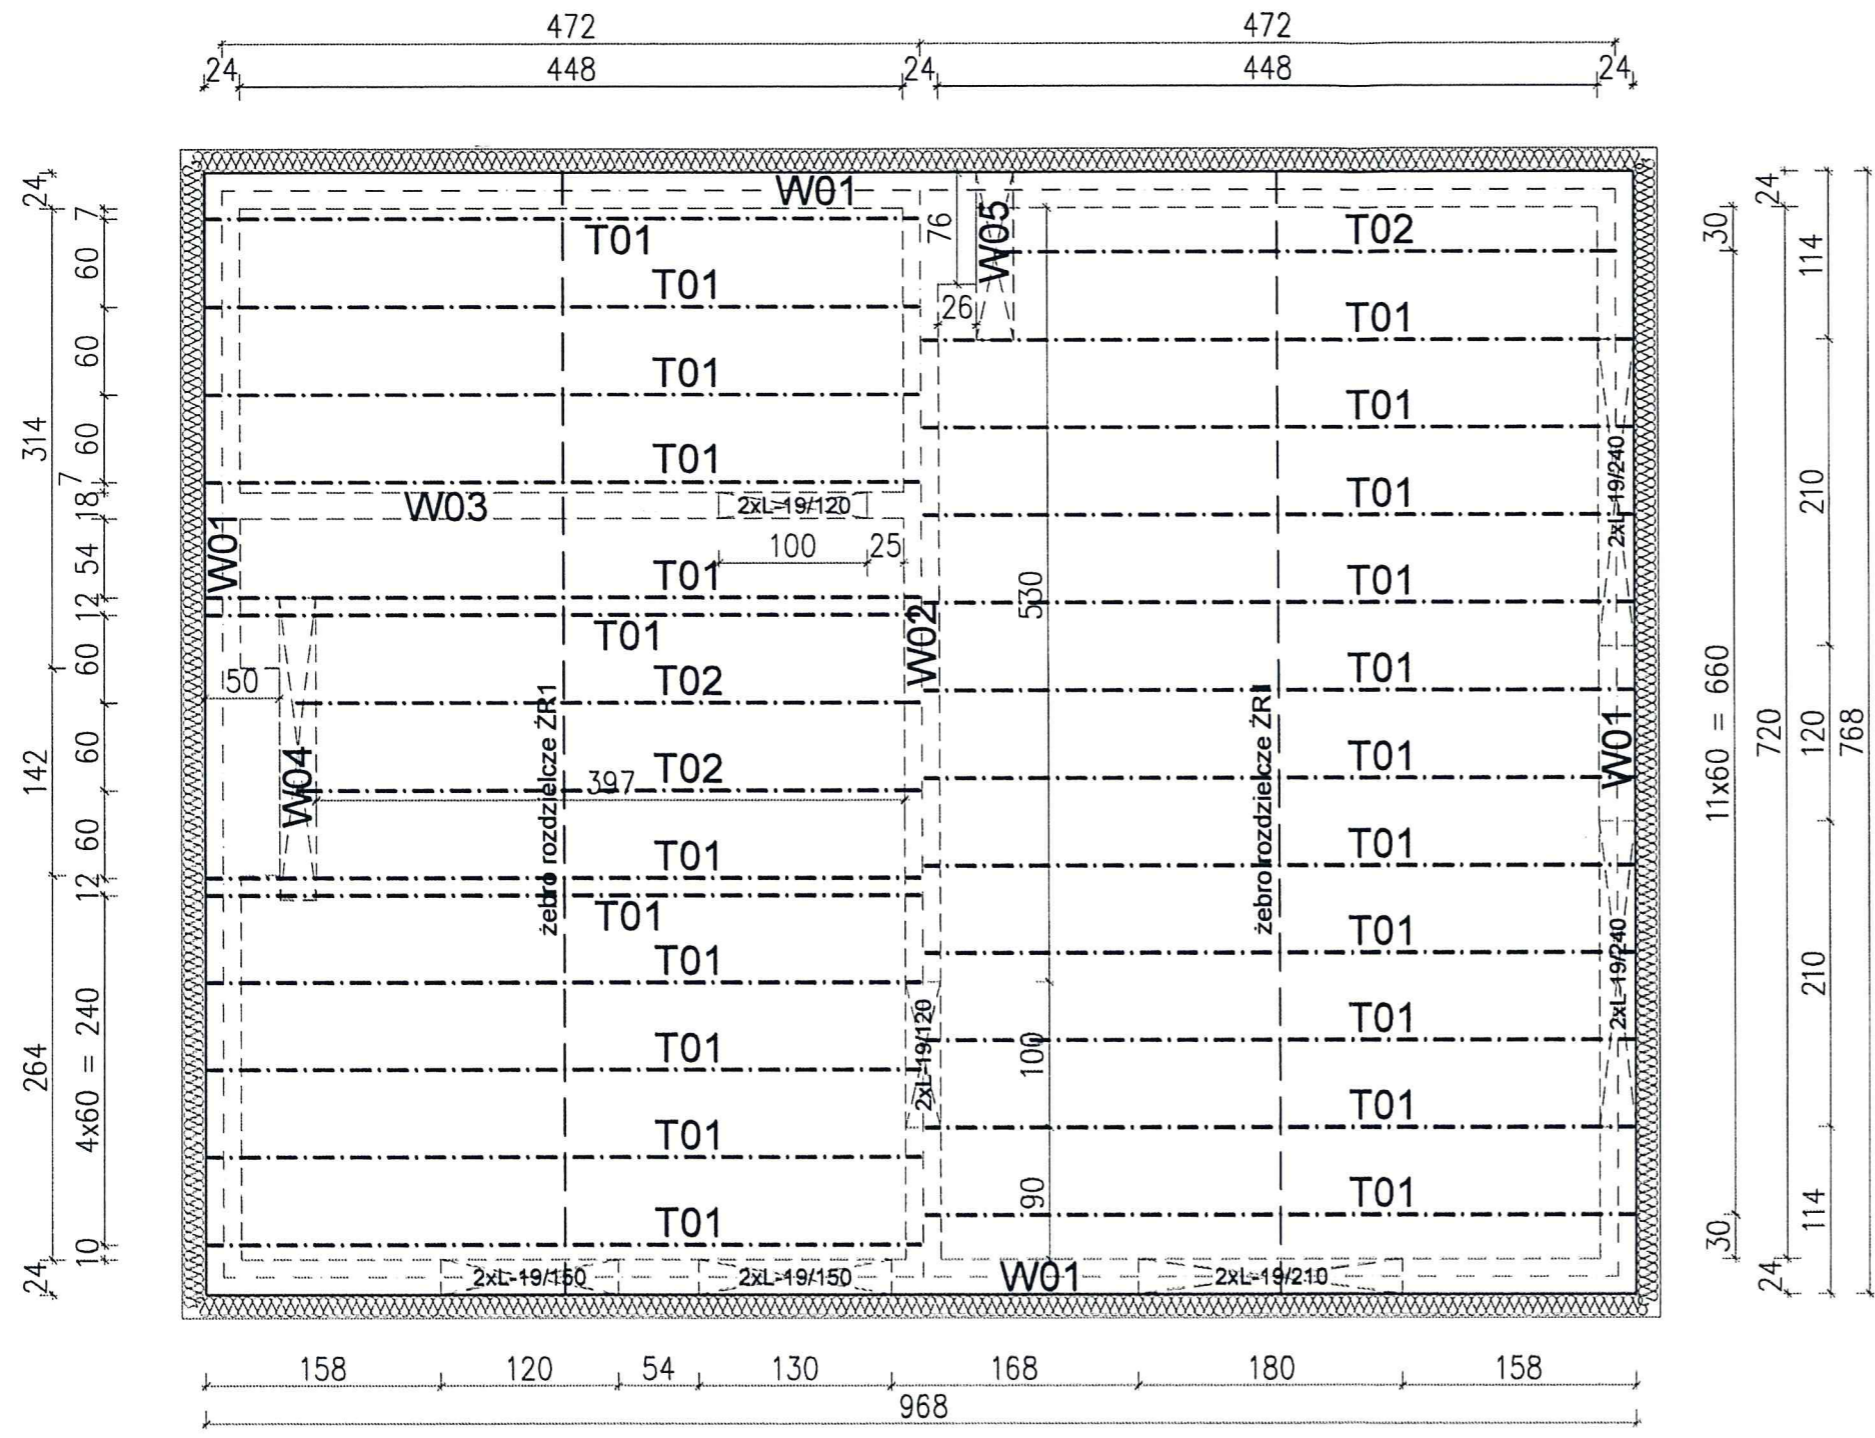 472 472
24 448 24 448 24
24
7
60
60
60
7
18
54
12
60
60
60
12
4x60 = 240
10
24
314
142
264
W01
T01
T01
T01
T01
W03
2xL-19/120
100 25
W01
T01
T01
50
T02
T02
397
W04
żebro rozdzielcze ŻR1
T01
T01
T01
T01
T01
T01
2xL-19/150
2xL-19/150
W02
2xL-19/120
76
W05
26
530
100
90
T02
T01
T01
T01
T01
T01
T01
T01
T01
T01
T01
T01
żebro rozdzielcze ŻR1
2xL-19/240
W01
2xL-19/240
W01
2xL-19/210
30
11x60 = 660
30
24
720
24
114
210
120
210
114
768
158 120 54 130 168 180 158
968